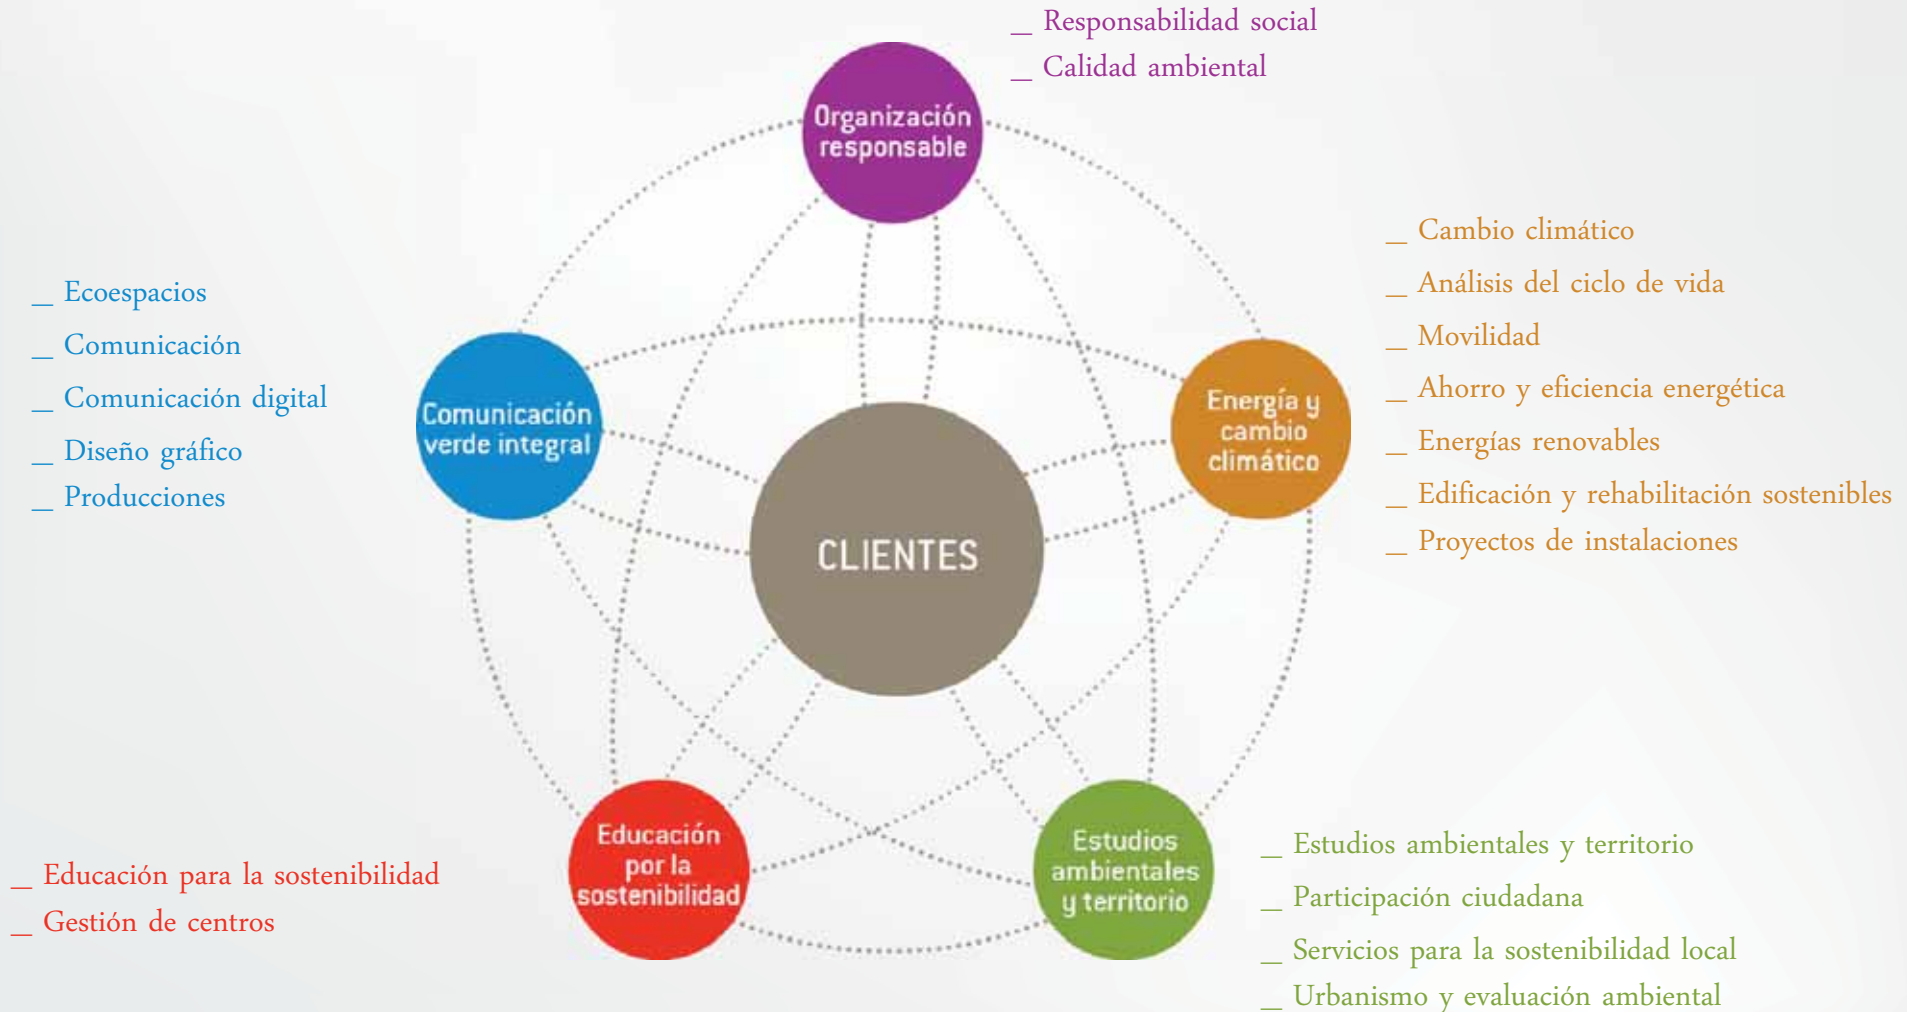 _ Responsabilidad social
_ Calidad ambiental
Organización
responsable
_ Cambio climático
_ Análisis del ciclo de vida
_ Movilidad
_ Ahorro y eficiencia energética
_ Energías renovables
_ Edificación y rehabilitación sostenibles
_ Proyectos de instalaciones
_ Ecoespacios
_ Comunicación
_ Comunicación digital
_ Diseño gráfico
_ Producciones
Comunicación
verde integral
Energía y
cambio
climático
CLIENTES
Educación
por la
sostenibilidad
Estudios
ambientales
y territorio
_ Educación para la sostenibilidad
_ Gestión de centros
_ Estudios ambientales y territorio
_ Participación ciudadana
_ Servicios para la sostenibilidad local
_ Urbanismo y evaluación ambiental